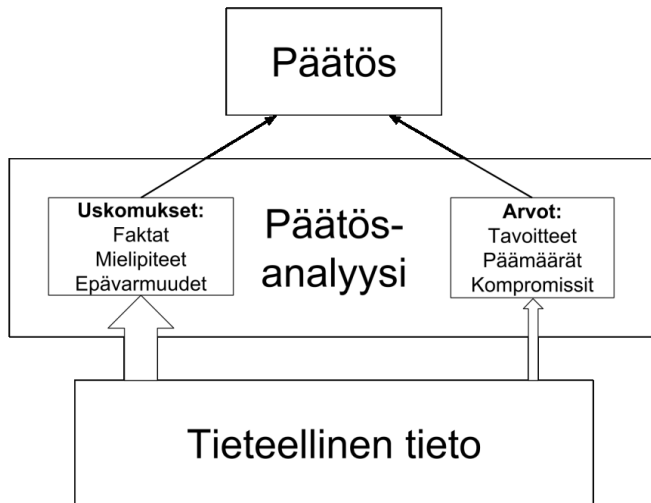 Päätös
Uskomukset:
Faktat
Mielipiteet
Epävarmuudet
Päätös-
analyysi
Arvot:
Tavoitteet
Päämäärät
Kompromissit
Tieteellinen tieto